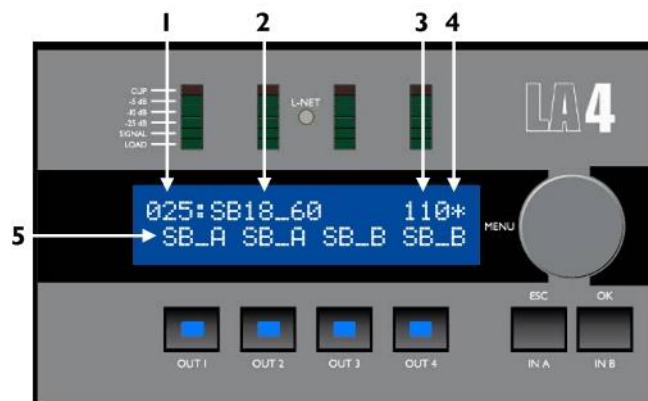 1 2 3 4
CLIP
-5 dB
-10 dB
-25 dB
SIGNAL
LOAD
L-NET
LA4
025:SB18_60 110*
5
SB_A SB_A SB_B SB_B
MENU
OUT 1 OUT 2 OUT 3 OUT 4
ESC OK
IN A IN B